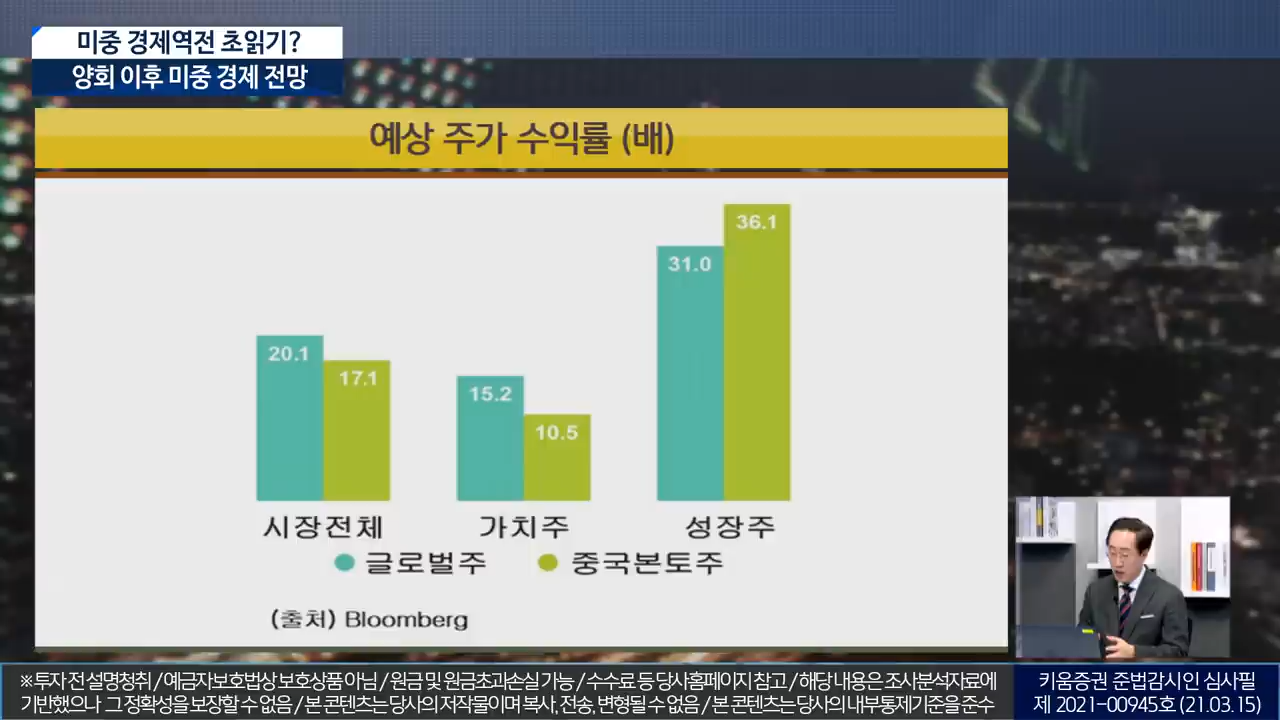 미중 경제역전 초읽기?
양회 이후 미중 경제 전망
예상 주가 수익률 (배)
36.1
31.0
20.1
17.1
15.2
10.5
시장전체 가치주 성장주
글로벌주 중국본토주
(출처) Bloomberg
※ 투자 전 설명청취 / 예금자보호법상 보호상품 아님 / 원금 및 원금초과손실 가능 / 수수료 등 당사홈페이지 참고 / 해당 내용은 조사분석자료에
기반했으나 그 정확성을 보장할 수 없음 / 본 콘텐츠는 당사의 저작물이며 복사, 전송, 변형될 수 없음 / 본 콘텐츠는 당사의 내부통제기준을 준수
키움증권 준법감시인 심사필
제 2021-00945호 (21.03.15)